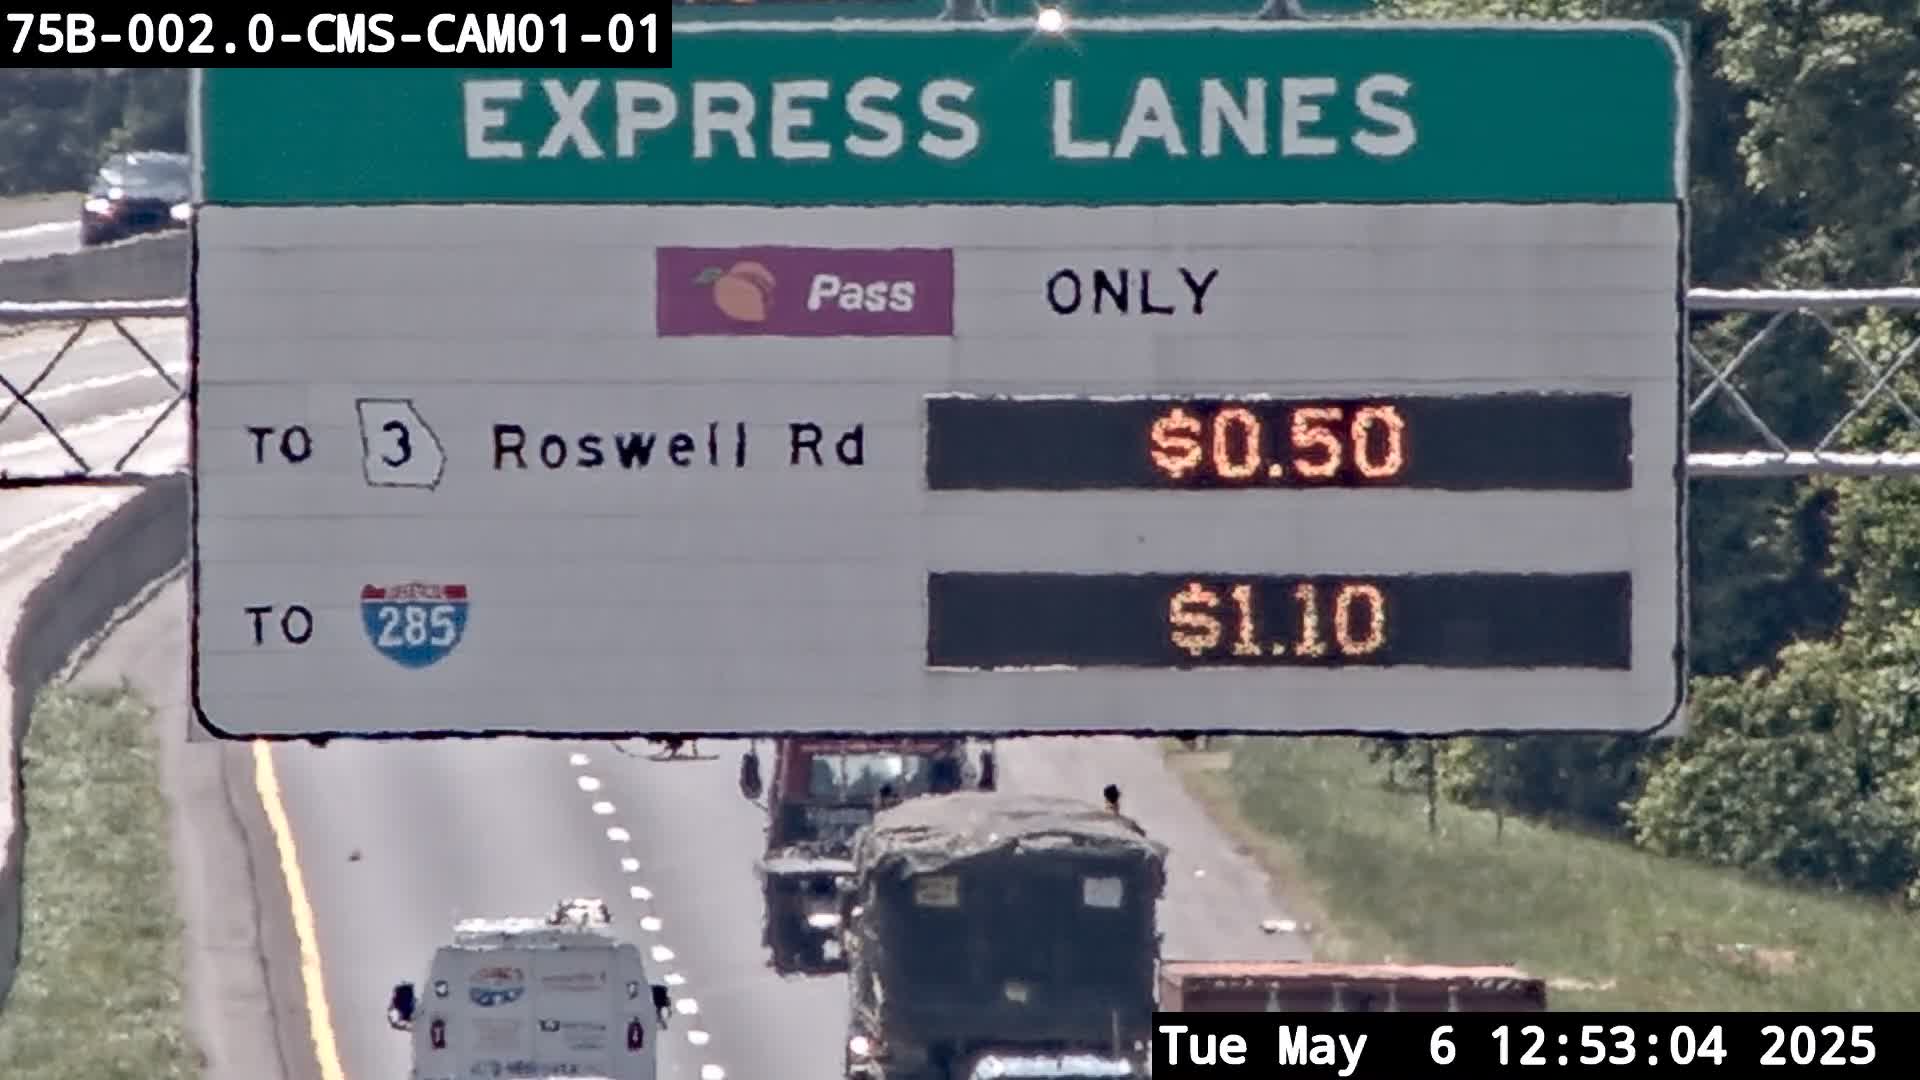 75B-002.0-CMS-CAM01-01
EXPRESS LANES
Pass ONLY
TO 3 Roswell Rd $0.50
TO 285 $1.10
Tue May 6 12:53:04 2025